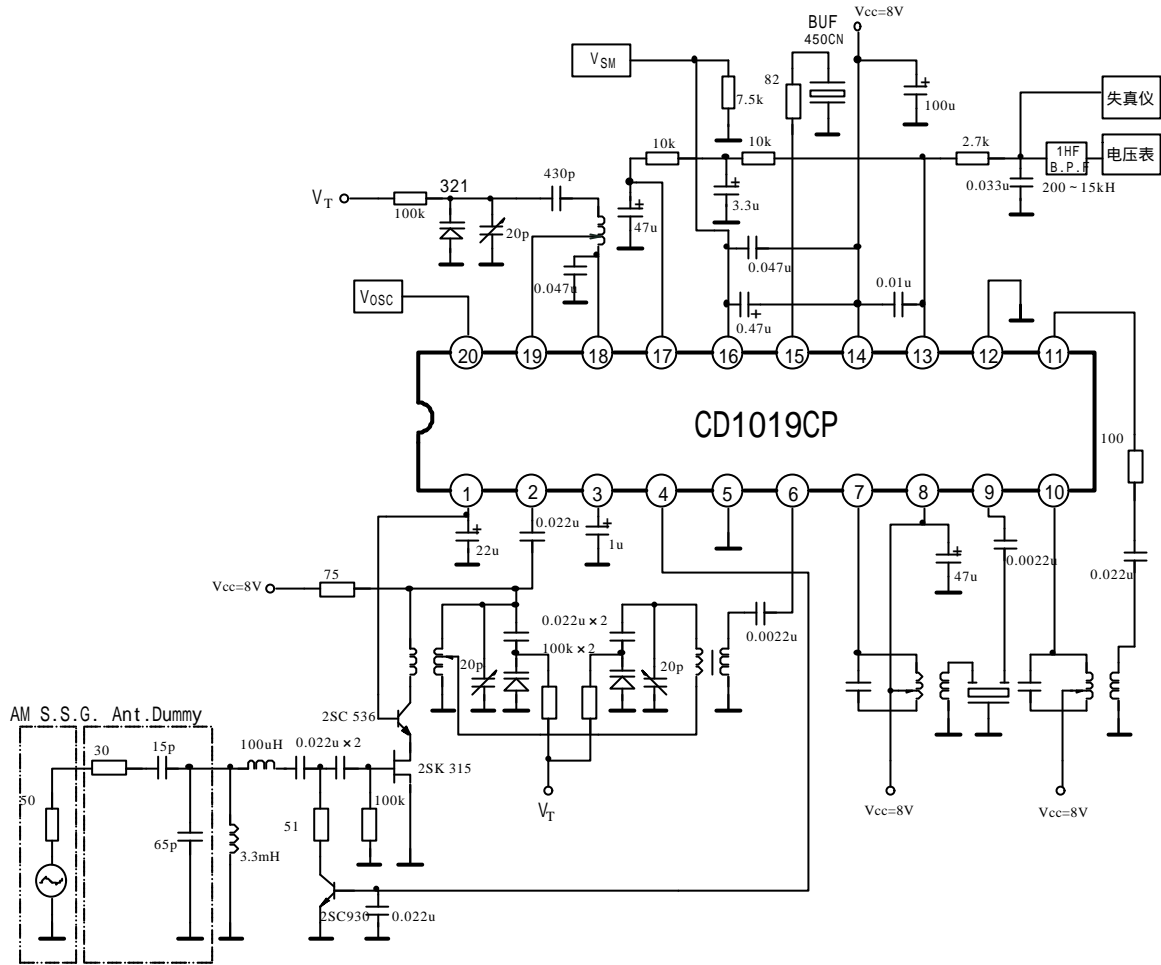 Vcc=8V
BUF
450CN
VSM
82
7.5k
100u
失真仪
10k
10k
2.7k
1HF
B.P.F
电压表
430p
321
3.3u
0.033u
200~15kH
VT
100k
20p
47u
0.047u
0.047u
0.01u
VOSC
0.47u
20
19
18
17
16
15
14
13
12
11
CD1019CP
100
1
2
3
4
5
6
7
8
9
10
0.022u
22u
1u
0.0022u
47u
0.022u
Vcc=8V
75
0.022u×2
0.0022u
100k×2
20p
20p
2SC 536
AM S.S.G.
Ant.Dummy
30
15p
100uH
0.022u×2
2SK 315
50
100k
VT
Vcc=8V
Vcc=8V
51
65p
3.3mH
2SC930
0.022u